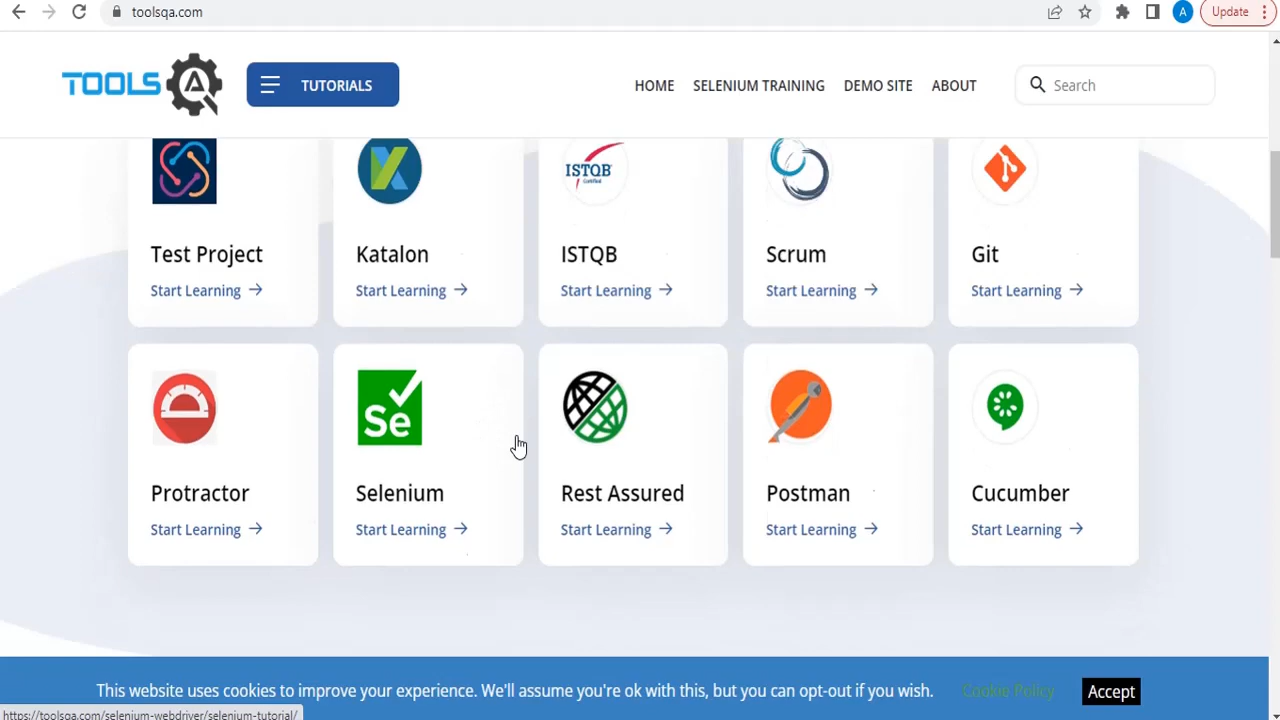 toolsqa.com
A
Update
TOOLS QA
TUTORIALS
HOME SELENIUM TRAINING DEMO SITE ABOUT
Search
ISTQB
Certified
Test Project Katalon ISTQB Scrum Git
Start Learning Start Learning Start Learning Start Learning Start Learning
Se
Protractor Selenium Rest Assured Postman Cucumber
Start Learning Start Learning Start Learning Start Learning Start Learning
This website uses cookies to improve your experience. We'll assume you're ok with this, but you can opt-out if you wish. Cookie Policy Accept
https://toolsqa.com/selenium-webdriver/selenium-tutorial/